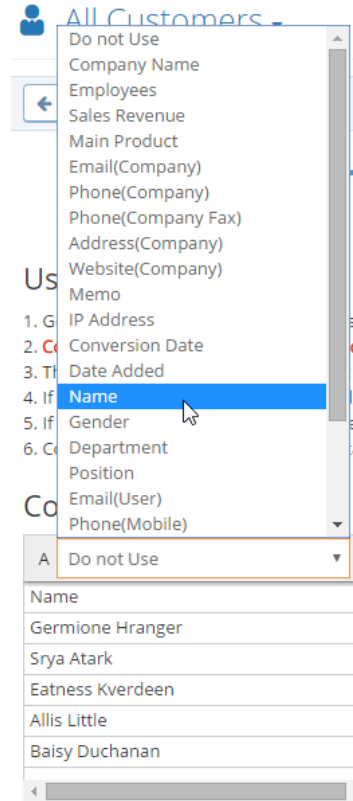 All Customers
Do not Use
Company Name
Employees
Sales Revenue
Main Product
Email(Company)
Phone(Company)
Phone(Company Fax)
Address(Company)
Website(Company)
Us
Memo
1. G
IP Address
2. Co
Conversion Date
3. Th
Date Added
4. If
Name
5. If
Gender
6. Co
Department
Position
Email(User)
Co
Phone(Mobile)
A Do not Use
Name
Germione Hranger
Srya Atark
Eatness Kverdeen
Allis Little
Baisy Duchanan